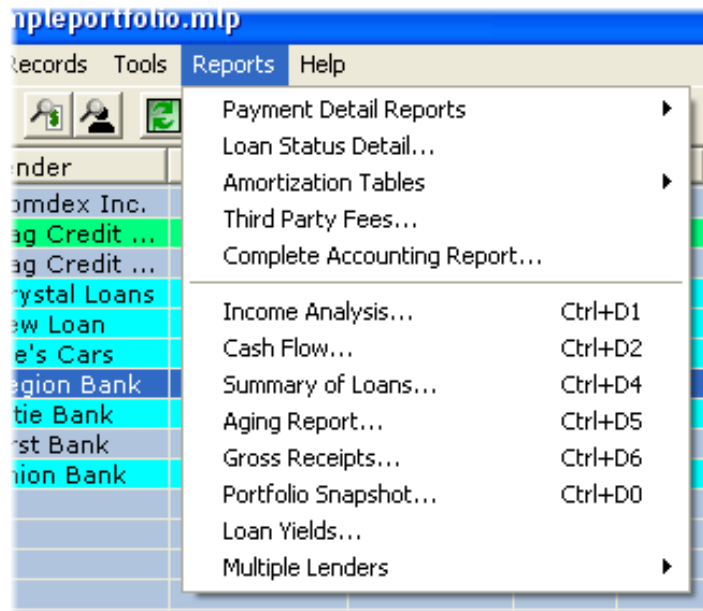 mpleportfolio.mlp
Records Tools Reports Help
Payment Detail Reports
Loan Status Detail...
Amortization Tables
Third Party Fees...
Complete Accounting Report...
Income Analysis... Ctrl+D1
Cash Flow... Ctrl+D2
Summary of Loans... Ctrl+D4
Aging Report... Ctrl+D5
Gross Receipts... Ctrl+D6
Portfolio Snapshot... Ctrl+D0
Loan Yields...
Multiple Lenders
ender
omdex Inc.
ag Credit ...
ag Credit ...
rystal Loans
ew Loan
e's Cars
egion Bank
tie Bank
rst Bank
nion Bank